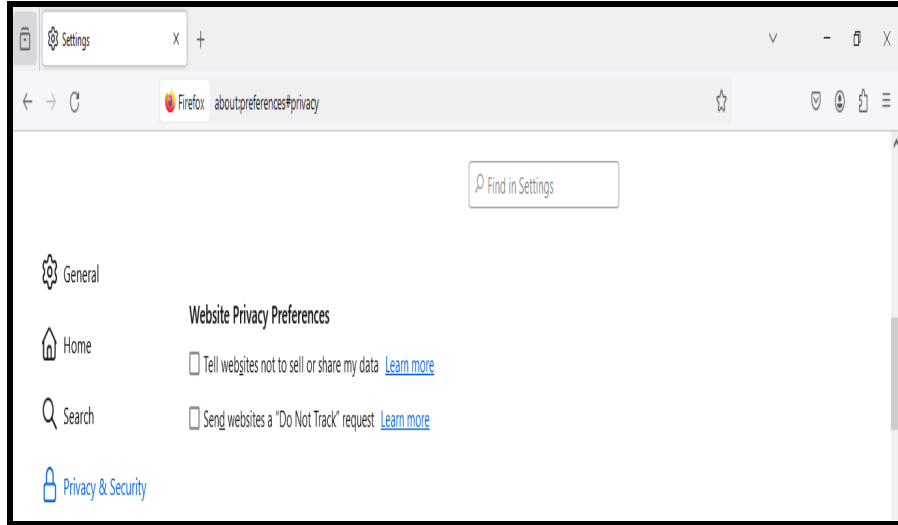 Settings
Firefox about:preferences#privacy
Find in Settings
General
Home
Search
Privacy & Security
Website Privacy Preferences
Tell websites not to sell or share my data Learn more
Send websites a “Do Not Track” request Learn more